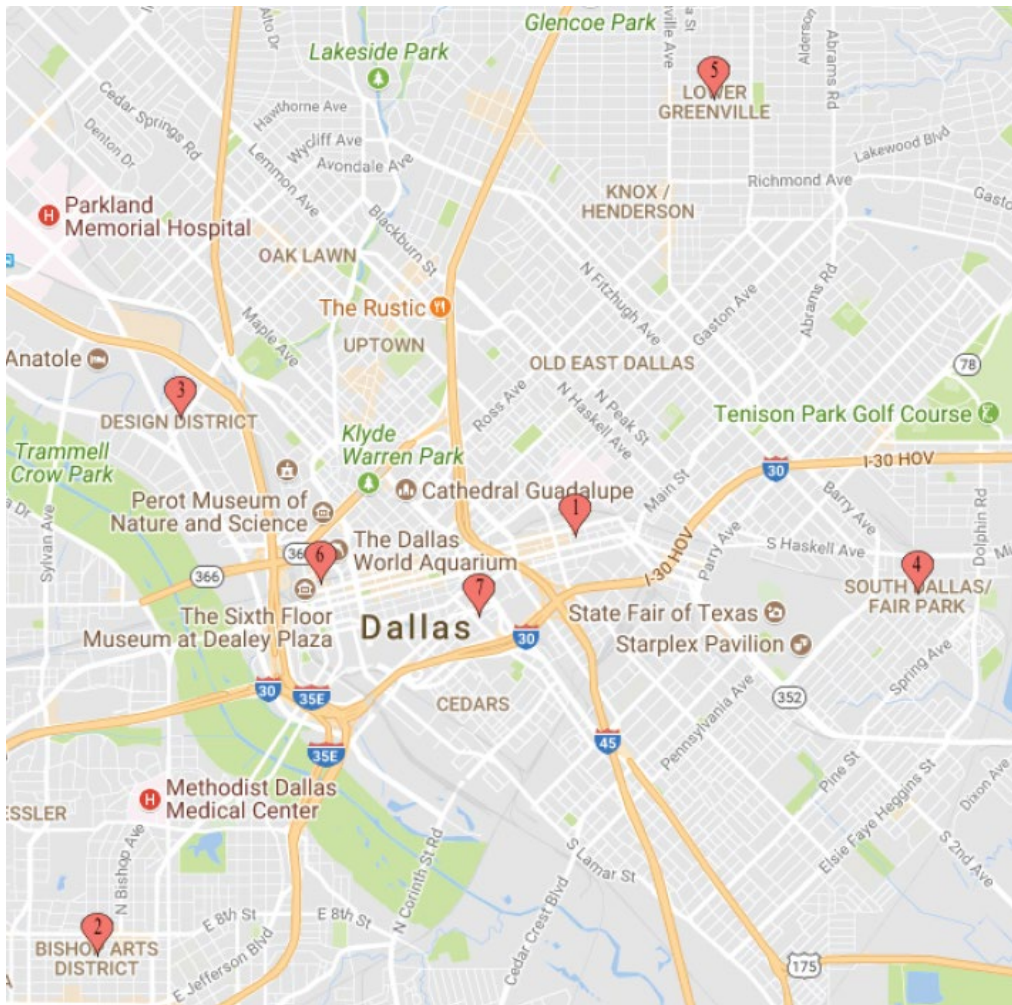 Alto Dr
Lakeside Park
Glencoe Park
ville Ave
a St
Alderson
Abrams Rd
5
LOWER
GREENVILLE
Cedar Springs Rd
Denton Dr
Lemmon Ave
Avondale Ave
Lakewood Blvd
Richmond Ave
Gasto
H
Parkland
Memorial Hospital
KNOX /
HENDERSON
OAK LAWN
Blackburn St
N Fitzhugh Ave
Gaston Ave
Abrams Rd
The Rustic
UPTOWN
Maple Ave
Anatole
OLD EAST DALLAS
78
3
DESIGN DISTRICT
Ross Ave
N Haskell Ave
N Peak St
Tenison Park Golf Course
Trammell
Crow Park
Klyde
Warren Park
30
I-30 HOV
Perot Museum of
Nature and Science
Cathedral Guadalupe
Main St
Barry Ave
Dolphin Rd
a Dr
Sylvan Ave
1
The Dallas
World Aquarium
I-30 HOV
Parry Ave
S Haskell Ave
366
6
7
4
SOUTH DALLAS/
FAIR PARK
The Sixth Floor
Museum at Dealey Plaza
Dallas
30
State Fair of Texas
Starplex Pavilion
Spring Ave
30
35E
CEDARS
352
Pennsylvania Ave
35E
45
Pine St
H
Methodist Dallas
Medical Center
ESSLER
N Bishop Ave
Elsie Faye Heggins St
Dixon Ave
S 2nd Ave
S Lamar St
N Corinth St Rd
Cedar Crest Blvd
2
BISHOP ARTS
DISTRICT
E 8th St
E 8th St
E Jefferson Blvd
175